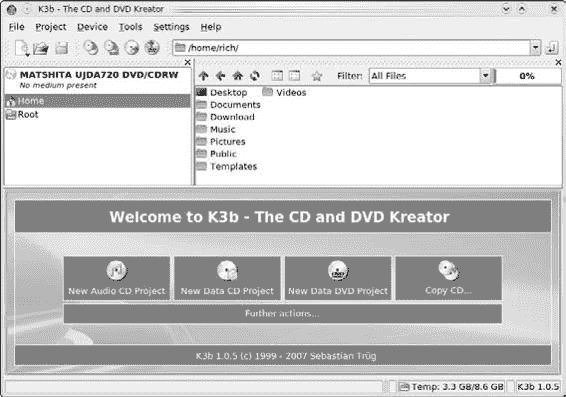 K3b - The CD and DVD Kreator
File Project Device Tools Settings Help
/home/rich/
MATSHITA UJDA720 DVD/CDRW
No medium present
Home
Root
Filter: All Files 0%
Desktop Videos
Documents
Download
Music
Pictures
Public
Templates
Welcome to K3b - The CD and DVD Kreator
New Audio CD Project New Data CD Project New Data DVD Project Copy CD...
Further actions...
K3b 1.0.5 (c) 1999 - 2007 Sebastian Trüg
Temp: 3.3 GB/8.6 GB K3b 1.0.5